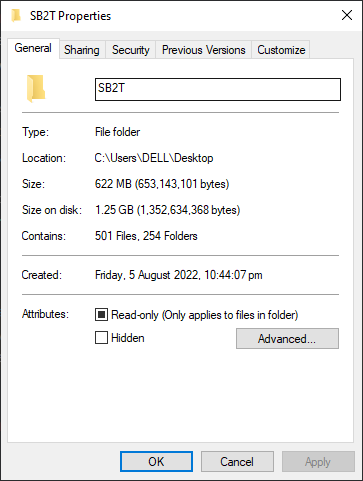 SB2T Properties
General Sharing Security Previous Versions Customize
SB2T
Type: File folder
Location: C:\Users\DELL\Desktop
Size: 622 MB (653,143,101 bytes)
Size on disk: 1.25 GB (1,352,634,368 bytes)
Contains: 501 Files, 254 Folders
Created: Friday, 5 August 2022, 10:44:07 pm
Attributes: Read-only (Only applies to files in folder)
Hidden Advanced...
OK Cancel Apply